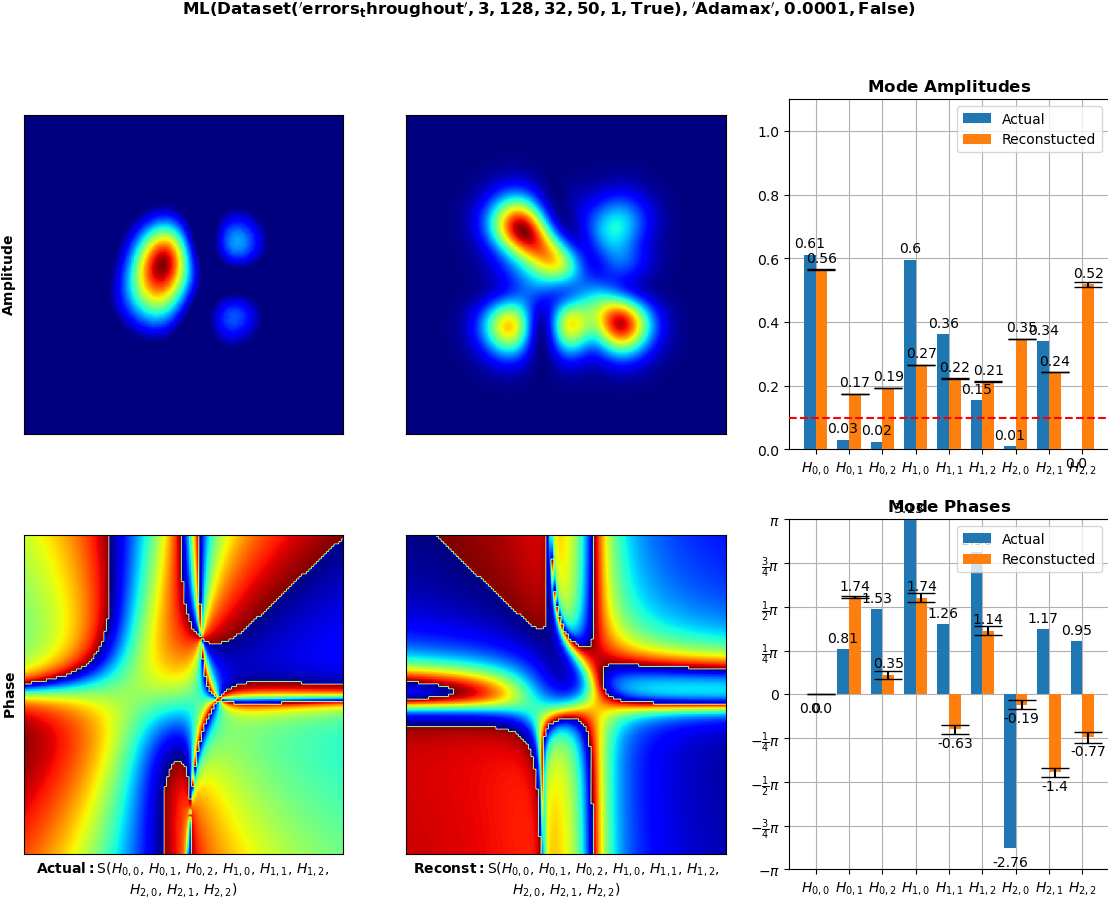 ML(Dataset('errors_throughout', 3, 128, 32, 50, 1, True), 'Adamax', 0.0001, False)
Amplitude
Mode Amplitudes
Actual
Reconstucted
1.0
0.8
0.6
0.4
0.2
0.0
0.61
0.56
0.03
0.17
0.02
0.19
0.6
0.27
0.36
0.22
0.15
0.21
0.01
0.35
0.34
0.24
0.0
0.52
H0,0 H0,1 H0,2 H1,0 H1,1 H1,2 H2,0 H2,1 H2,2
Phase
Mode Phases
Actual
Reconstucted
π
3/4π
1/2π
1/4π
0
−1/4π
−1/2π
−3/4π
−π
0.0
0.0
0.81
1.74
1.53
0.35
1.74
1.26
-0.63
1.14
-2.76
-0.19
1.17
-1.4
0.95
-0.77
H0,0 H0,1 H0,2 H1,0 H1,1 H1,2 H2,0 H2,1 H2,2
Actual: S(H0,0, H0,1, H0,2, H1,0, H1,1, H1,2,
H2,0, H2,1, H2,2)
Reconst: S(H0,0, H0,1, H0,2, H1,0, H1,1, H1,2,
H2,0, H2,1, H2,2)